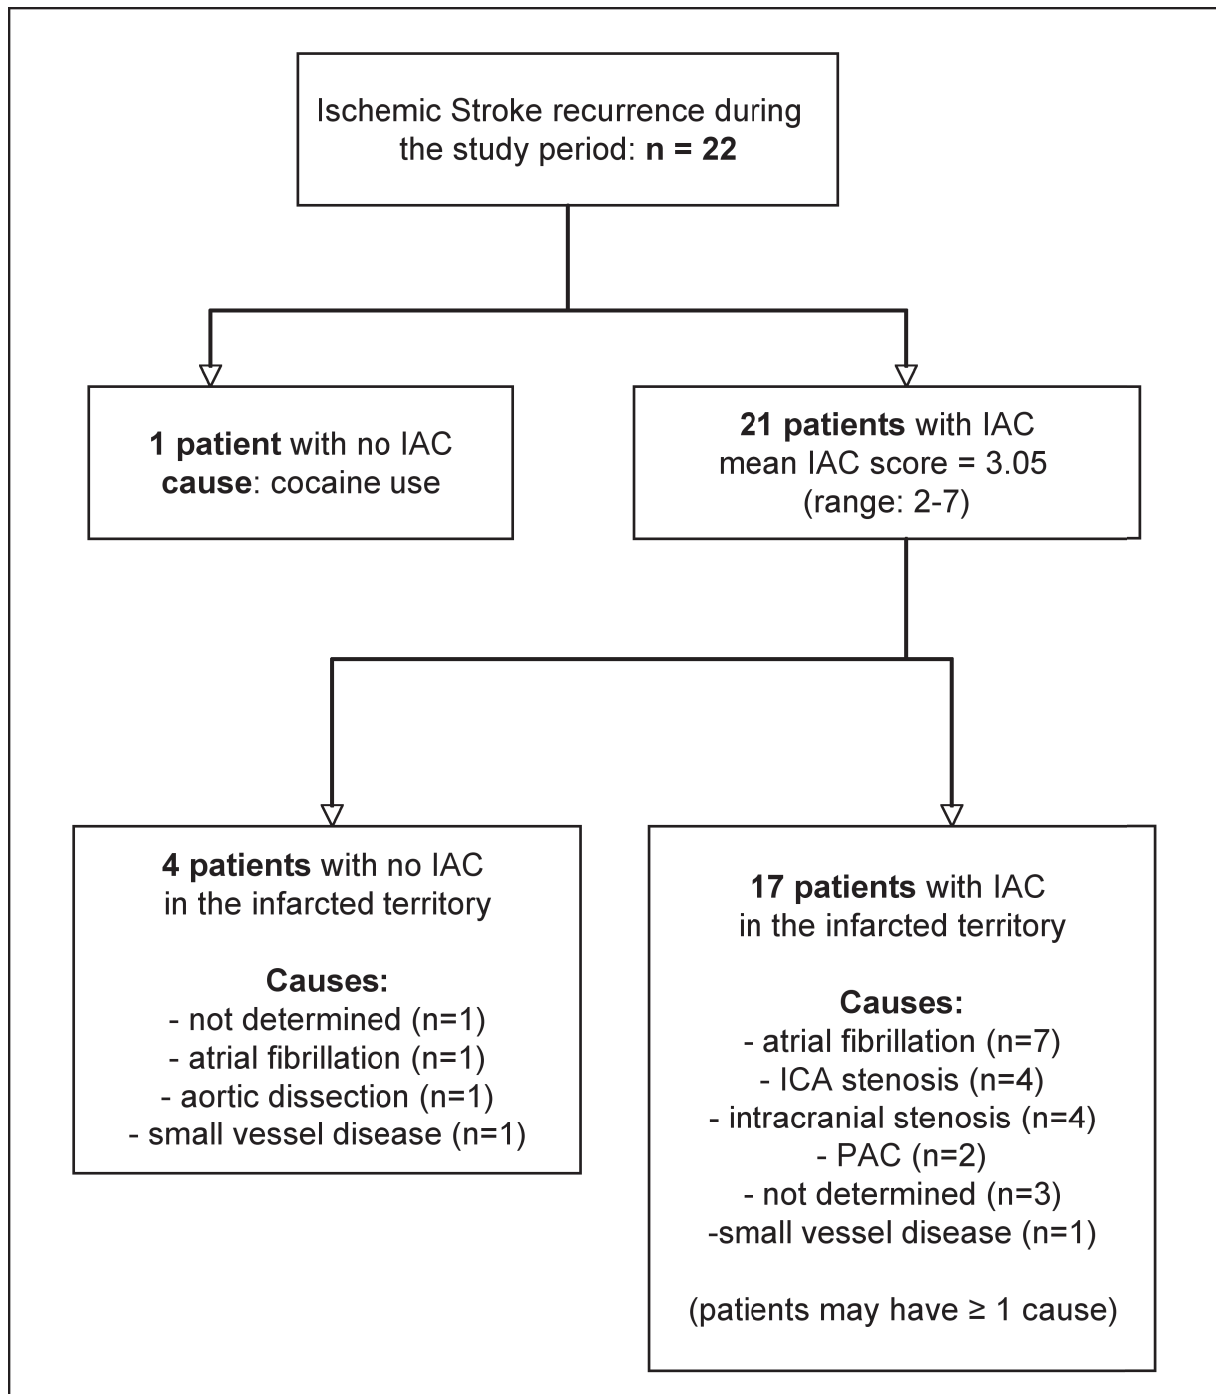 Ischemic Stroke recurrence during
the study period: n = 22
1 patient with no IAC
cause: cocaine use
21 patients with IAC
mean IAC score = 3.05
(range: 2-7)
4 patients with no IAC
in the infarcted territory
Causes:
- not determined (n=1)
- atrial fibrillation (n=1)
- aortic dissection (n=1)
- small vessel disease (n=1)
17 patients with IAC
in the infarcted territory
Causes:
- atrial fibrillation (n=7)
- ICA stenosis (n=4)
- intracranial stenosis (n=4)
- PAC (n=2)
- not determined (n=3)
-small vessel disease (n=1)
(patients may have ≥ 1 cause)